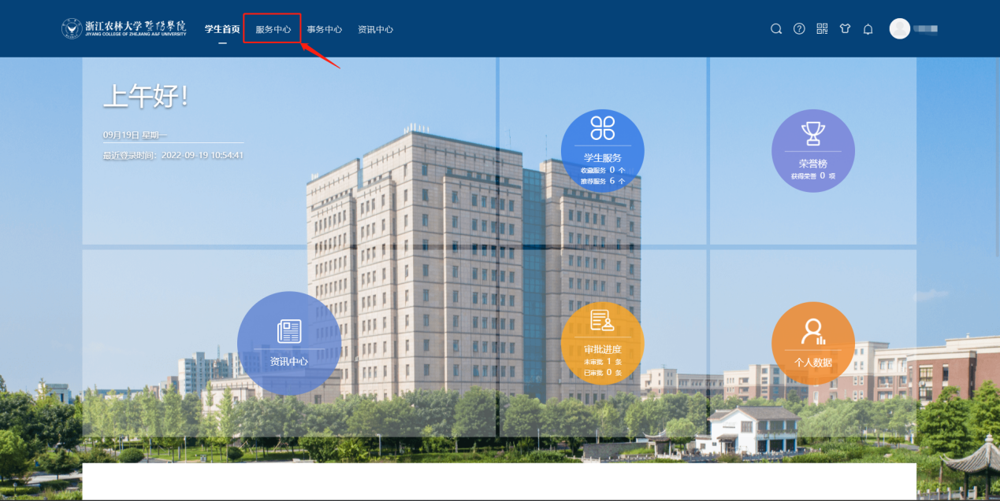 浙江农林大学 暨阳学院
JIYANG COLLEGE OF ZHEJIANG A&F UNIVERSITY
学生首页 服务中心 事务中心 资讯中心
上午好!
09月19日 星期一
最近登录时间：2022-09-19 10:54:41
学生服务
收藏服务 0 个
推荐服务 6 个
荣誉榜
获得荣誉 0 项
资讯中心
审批进度
未审批 1 条
已审批 0 条
个人数据